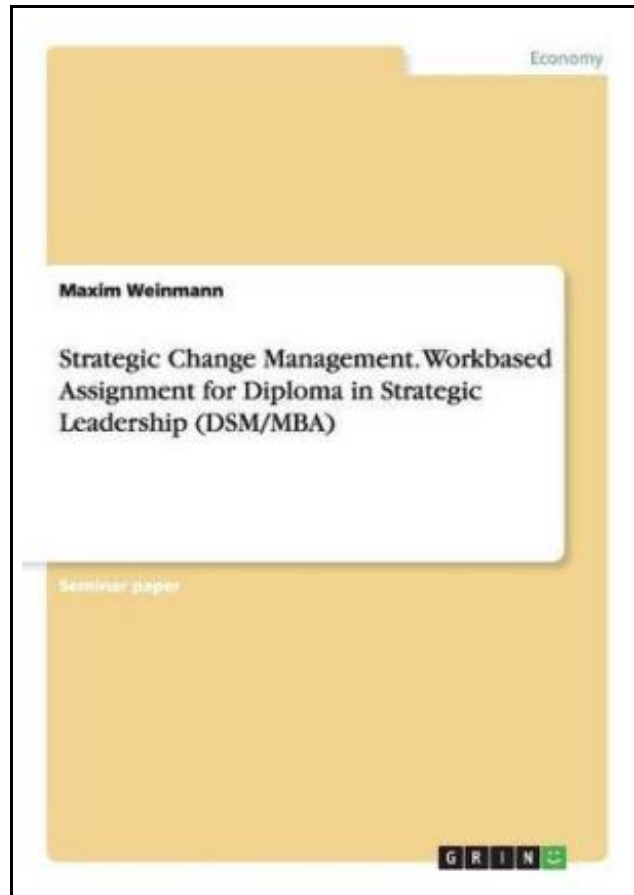 Economy
Maxim Weinmann
Strategic Change Management. Workbased
Assignment for Diploma in Strategic
Leadership (DSM/MBA)
Seminar paper
GRIN